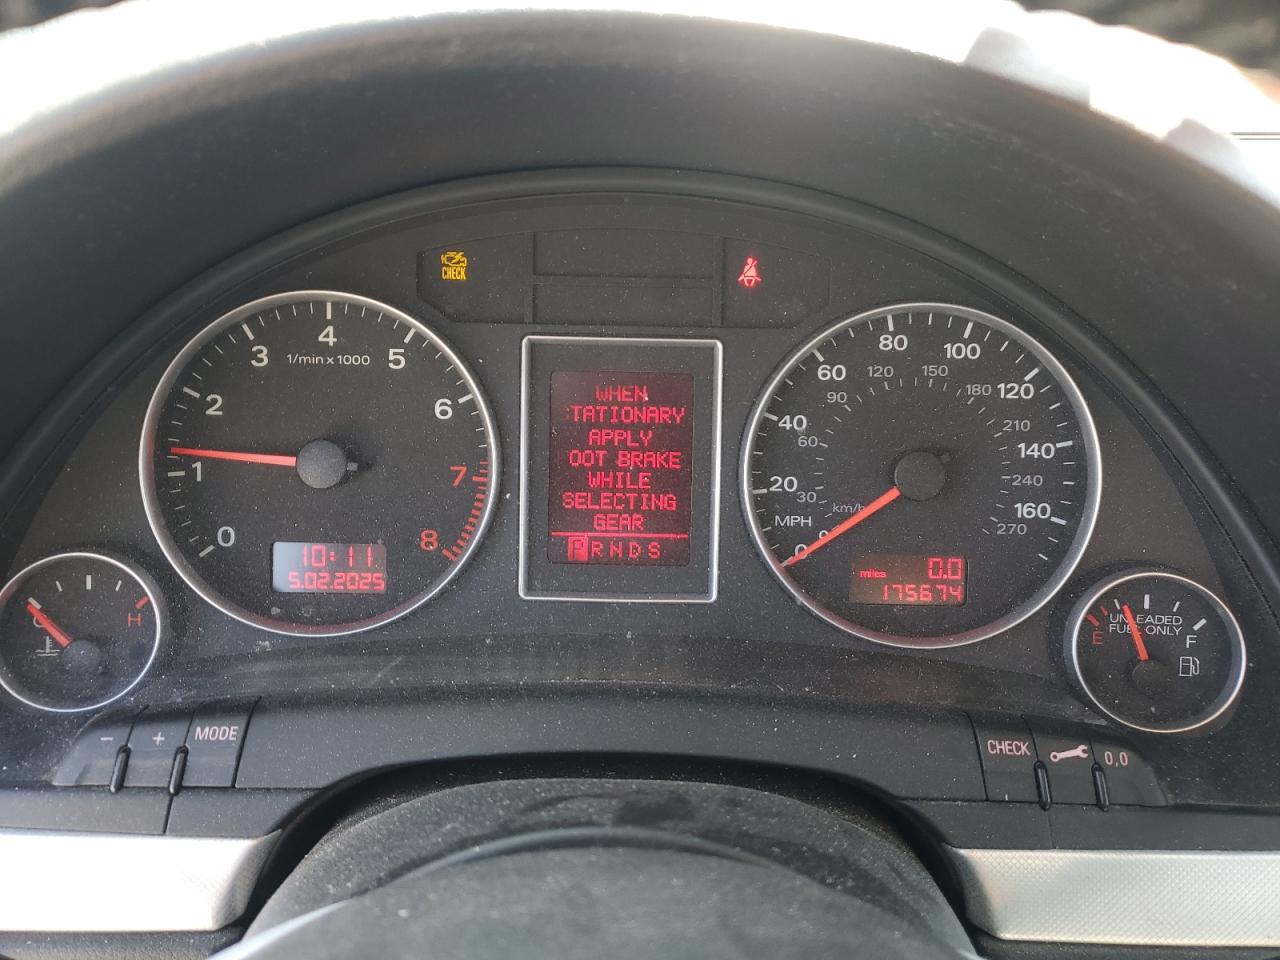 CHECK
4
3
5
1/min x 1000
2
6
1
7
0
8
10:11
5.02.2025
WHEN
TATIONARY
APPLY
OOT BRAKE
WHILE
SELECTING
GEAR
P R N D S
80
100
60
120
40
140
20
160
MPH
0
120
150
90
180
60
210
30
240
km/h
270
miles 0.0
175674
C
H
UNLEADED
FUEL ONLY
E
F
- + MODE
CHECK 0,0